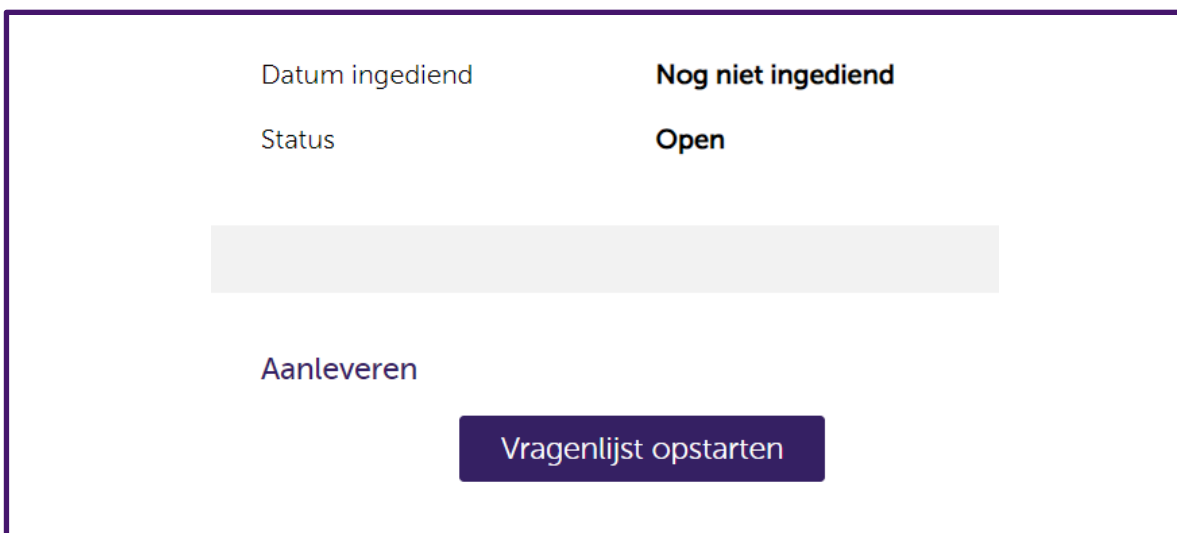 Datum ingediend Nog niet ingediend
Status Open
Aanleveren
Vragenlijst opstarten